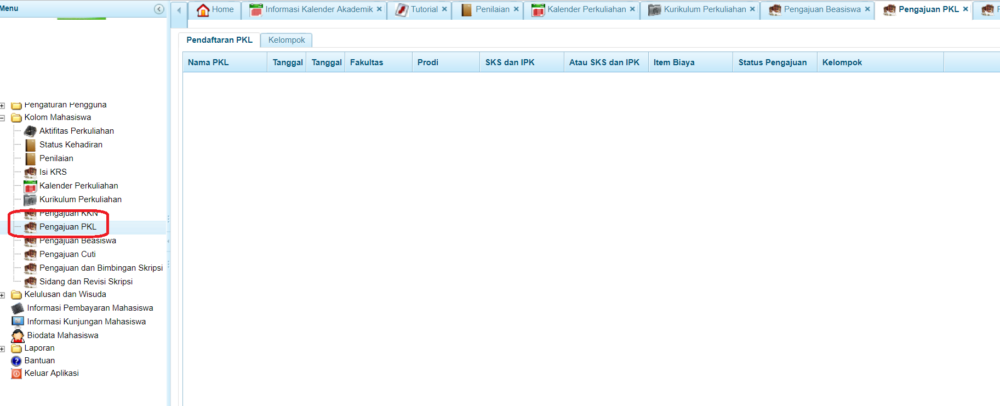 Menu
Home
Informasi Kalender Akademik
Tutorial
Penilaian
Kalender Perkuliahan
Kurikulum Perkuliahan
Pengajuan Beasiswa
Pengajuan PKL
Pendaftaran PKL
Kelompok
Nama PKL
Tanggal
Tanggal
Fakultas
Prodi
SKS dan IPK
Atau SKS dan IPK
Item Biaya
Status Pengajuan
Kelompok
Pengaturan Pengguna
Kolom Mahasiswa
Aktifitas Perkuliahan
Status Kehadiran
Penilaian
Isi KRS
Kalender Perkuliahan
Kurikulum Perkuliahan
Pengajuan KKN
Pengajuan PKL
Pengajuan Beasiswa
Pengajuan Cuti
Pengajuan dan Bimbingan Skripsi
Sidang dan Revisi Skripsi
Kelulusan dan Wisuda
Informasi Pembayaran Mahasiswa
Informasi Kunjungan Mahasiswa
Biodata Mahasiswa
Laporan
Bantuan
Keluar Aplikasi